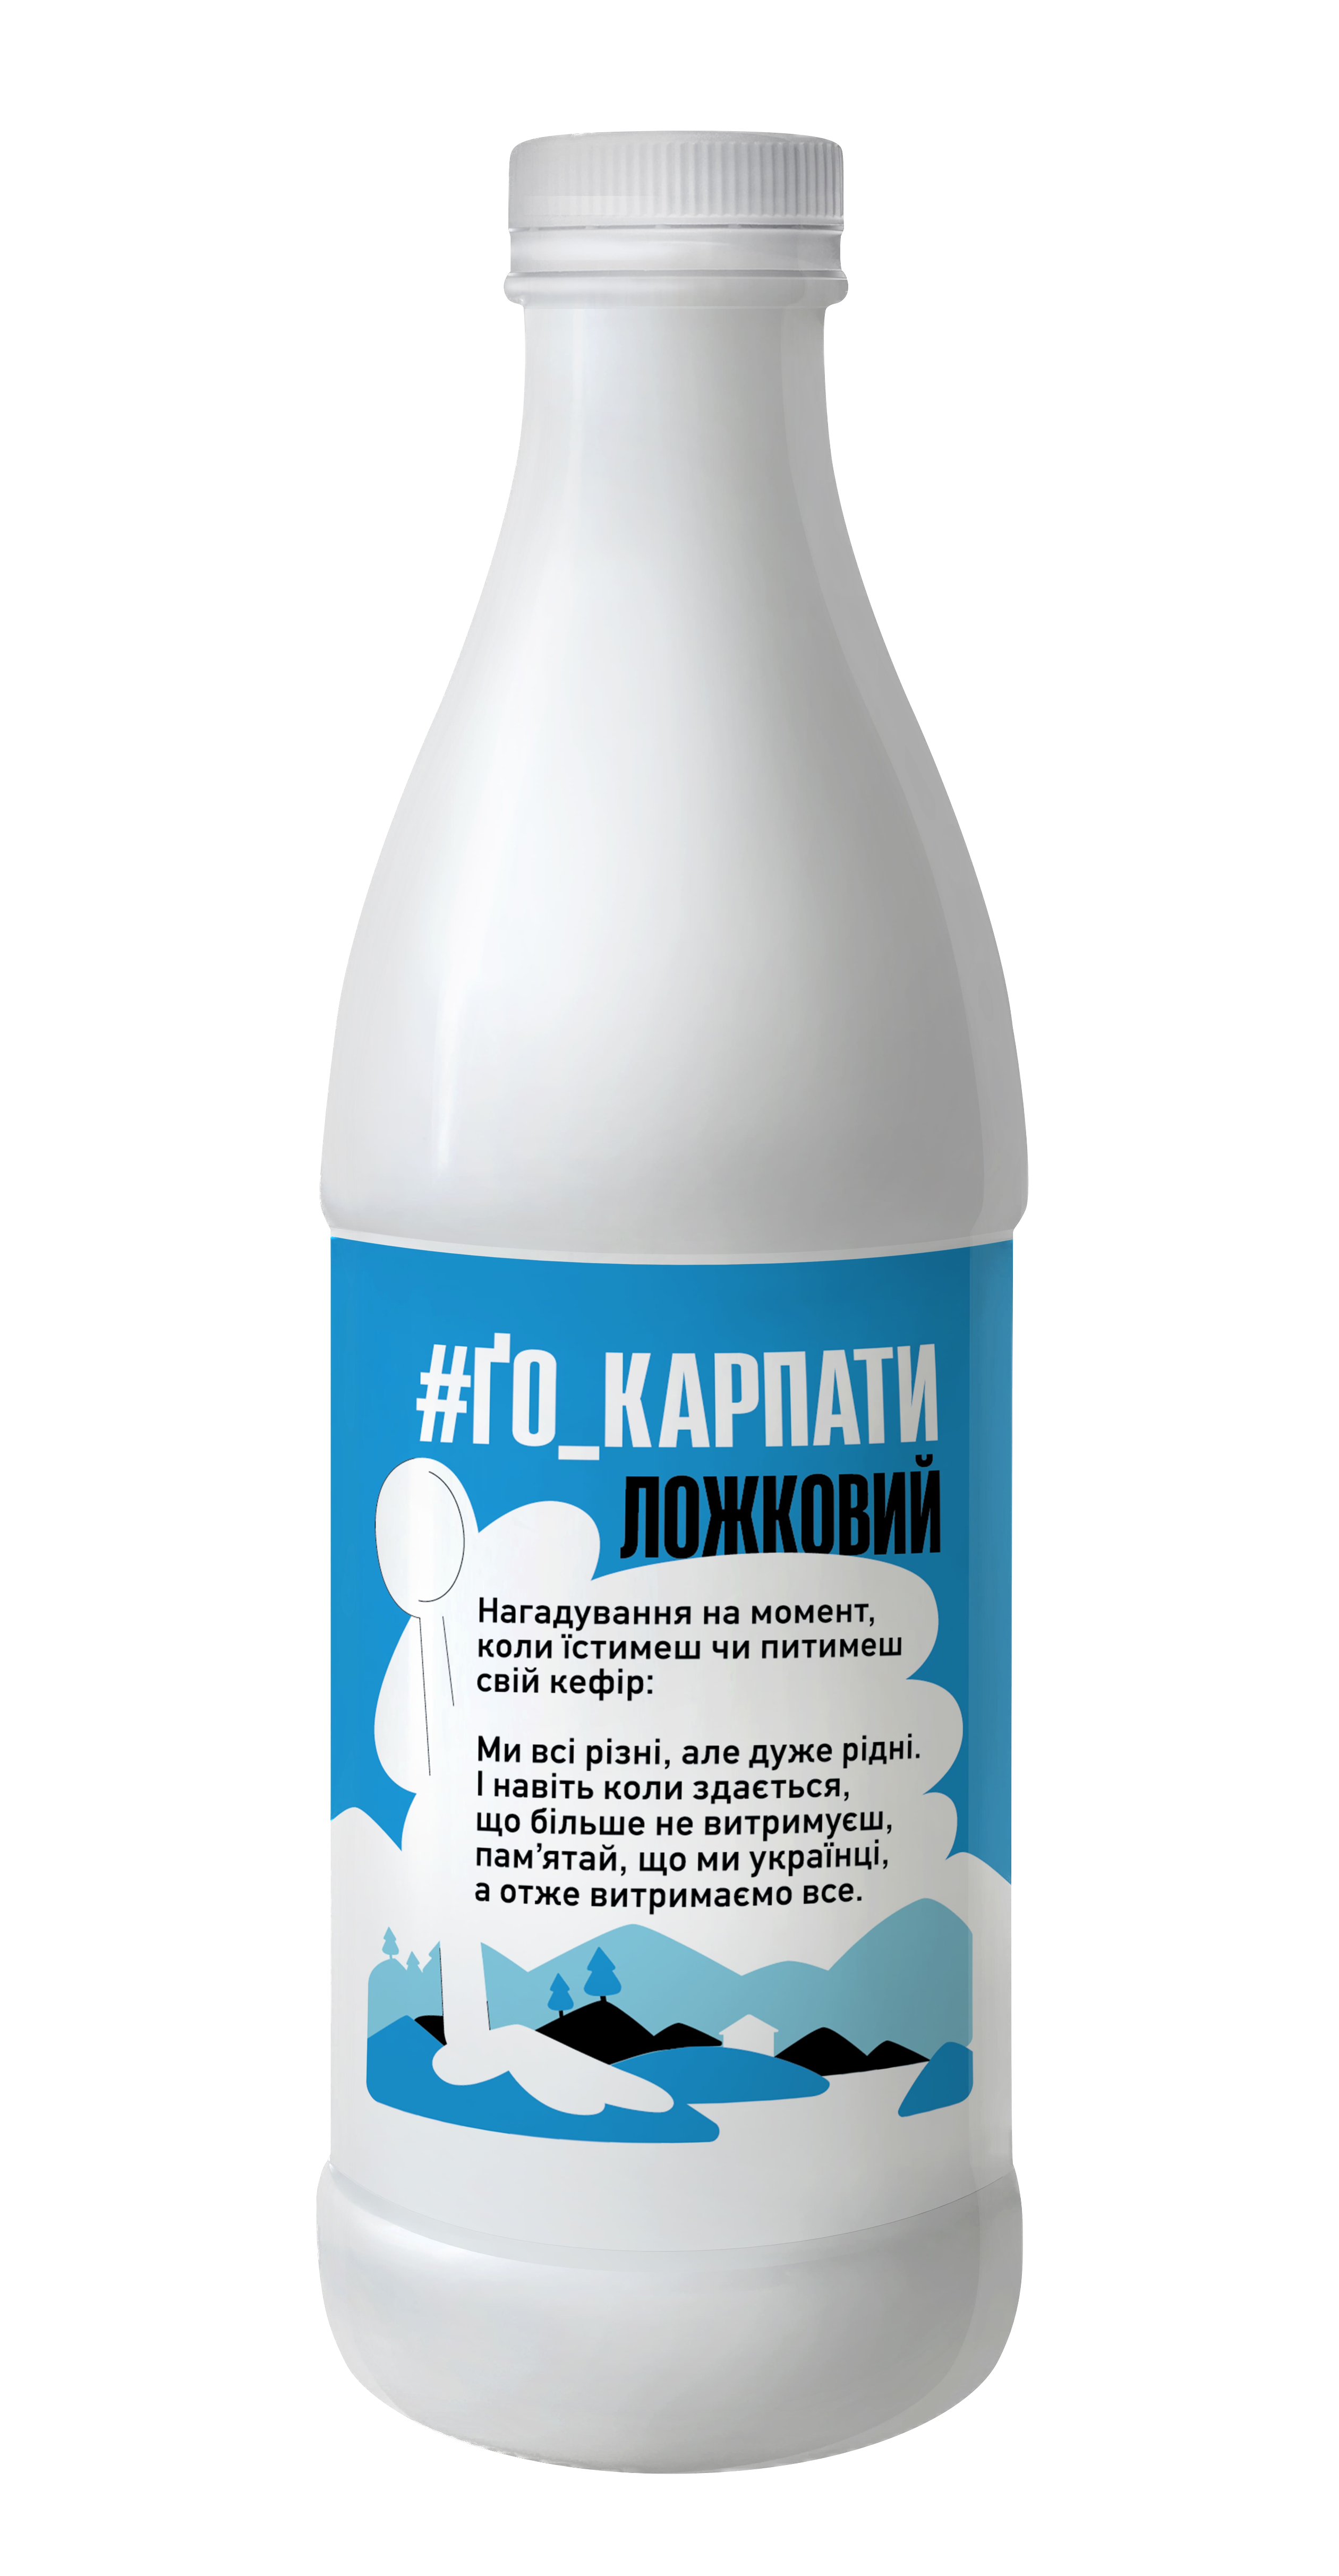 #ҐО_КАРПАТИ
ЛОЖКОВИЙ
Нагадування на момент,
коли їстимеш чи питимеш
свій кефір:
Ми всі різні, але дуже рідні.
І навіть коли здається,
що більше не витримуєш,
пам’ятай, що ми українці,
а отже витримаємо все.